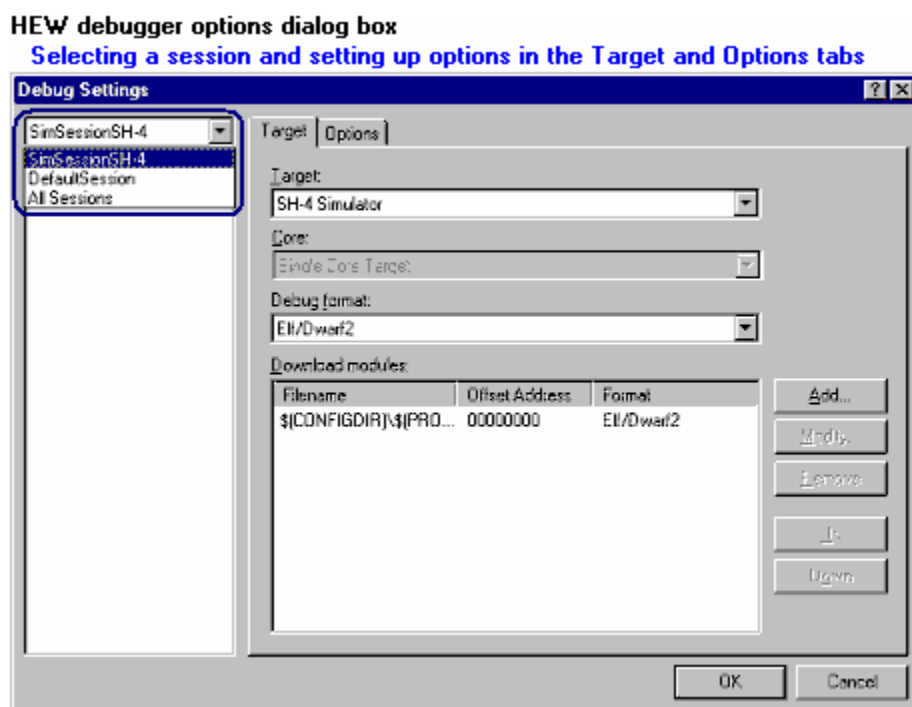 HEW debugger options dialog box
Selecting a session and setting up options in the Target and Options tabs
Debug Settings
SimSessionSH-4
SimSessionSH-4
DefaultSession
All Sessions
Target Options
Target:
SH-4 Simulator
Core:
Single Core Target
Debug format:
Elf/Dwarf2
Download modules:
Filename Offset Address Format
$(CONFIGDIR)\$(PRO... 00000000 Elf/Dwarf2
Add...
Modify...
Remove
Up
Down
OK Cancel